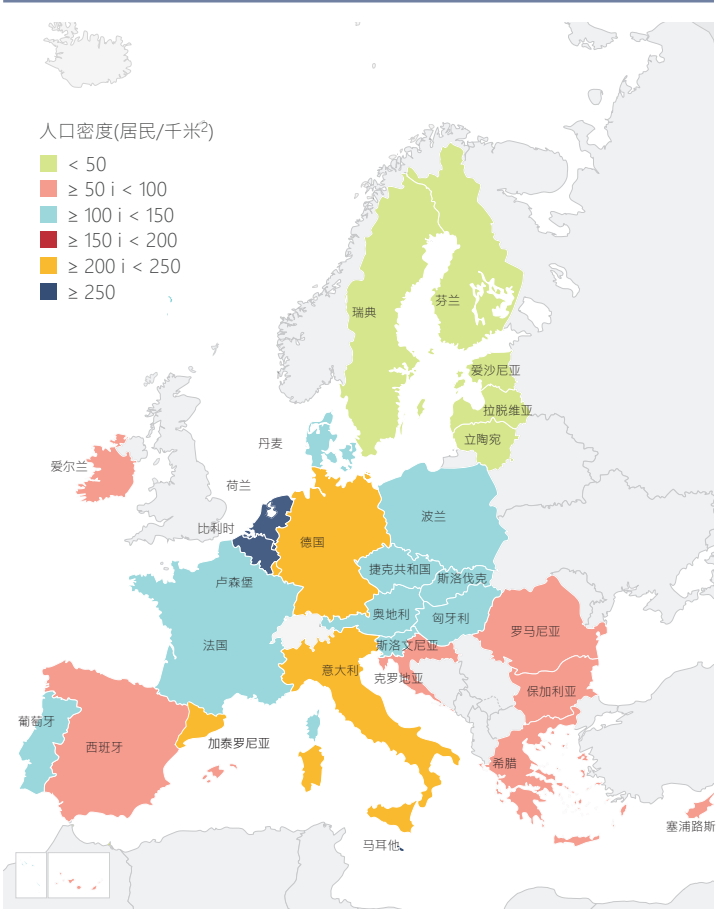 人口密度(居民/千米²)
< 50
≥ 50 i < 100
≥ 100 i < 150
≥ 150 i < 200
≥ 200 i < 250
≥ 250
瑞典
芬兰
爱沙尼亚
拉脱维亚
立陶宛
丹麦
爱尔兰
荷兰
比利时
波兰
德国
捷克共和国
斯洛伐克
卢森堡
奥地利
匈牙利
罗马尼亚
法国
斯洛文尼亚
意大利
克罗地亚
保加利亚
葡萄牙
西班牙
加泰罗尼亚
希腊
塞浦路斯
马耳他